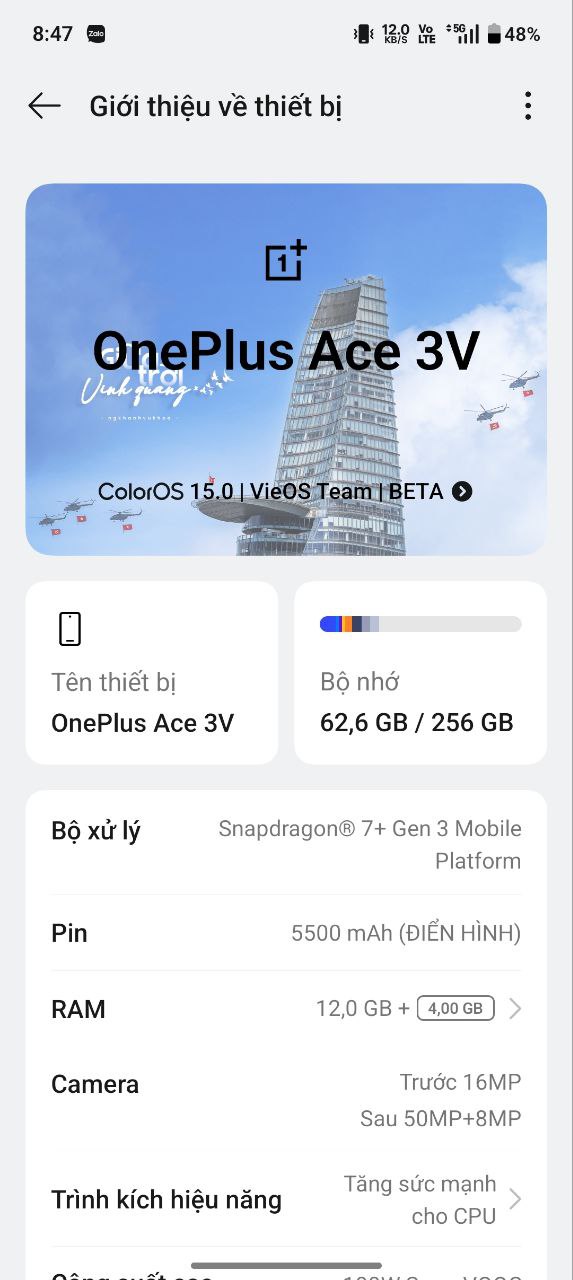 8:47 Zalo 12.0 KB/S Vo LTE 5G 48%
Giới thiệu về thiết bị
1+
OnePlus Ace 3V
trời
Vinh quang
ColorOS 15.0 | VieOS Team | BETA
Tên thiết bị
OnePlus Ace 3V
Bộ nhớ
62,6 GB / 256 GB
Bộ xử lý
Snapdragon® 7+ Gen 3 Mobile
Platform
Pin
5500 mAh (ĐIỂN HÌNH)
RAM
12,0 GB + 4,00 GB
Camera
Trước 16MP
Sau 50MP+8MP
Trình kích hiệu năng
Tăng sức mạnh
cho CPU